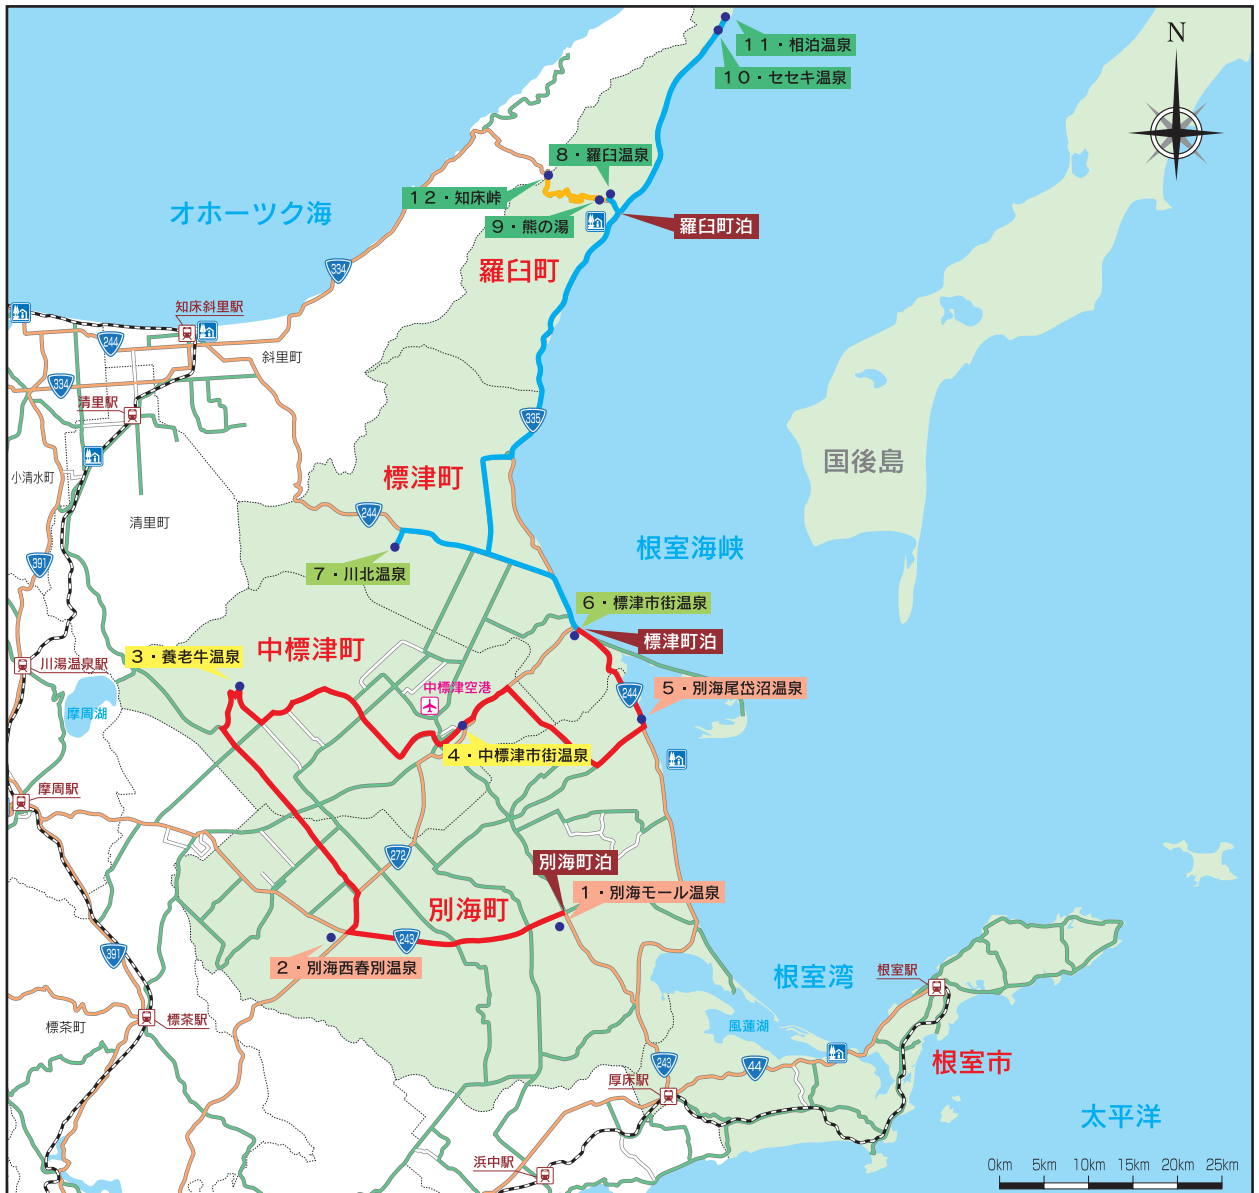 11・相泊温泉
N
10・セセキ温泉
8・羅臼温泉
12・知床峠
9・熊の湯
羅臼町泊
オホーツク海
羅臼町
334
知床斜里駅
244
斜里町
334
清里駅
335
国後島
標津町
小清水町
清里町
244
根室海峡
391
7・川北温泉
6・標津市街温泉
標津町泊
中標津町
3・養老牛温泉
川湯温泉駅
中標津空港
5・別海尾岱沼温泉
244
摩周湖
4・中標津市街温泉
摩周駅
272
別海町泊
1・別海モール温泉
別海町
243
391
2・別海西春別温泉
根室湾
根室駅
標茶町
標茶駅
風蓮湖
243
44
根室市
厚床駅
太平洋
浜中駅
0km 5km 10km 15km 20km 25km